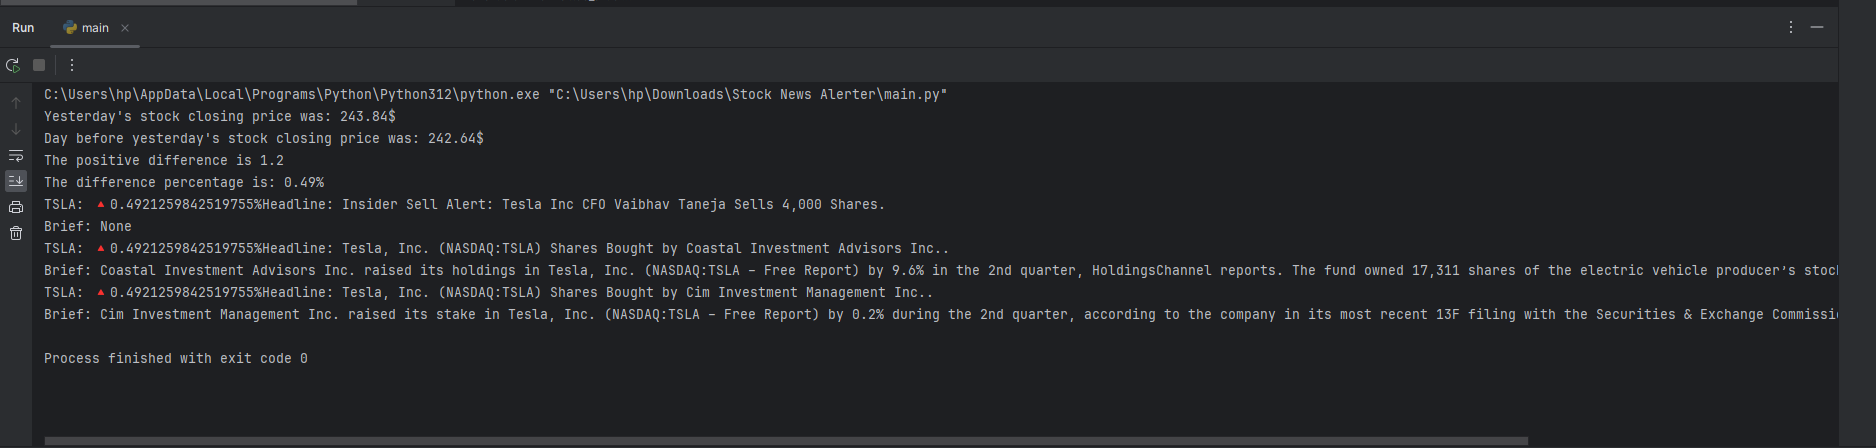 Run main
C:\Users\hp\AppData\Local\Programs\Python\Python312\python.exe "C:\Users\hp\Downloads\Stock News Alerter\main.py"
Yesterday's stock closing price was: 243.84$
Day before yesterday's stock closing price was: 242.64$
The positive difference is 1.2
The difference percentage is: 0.49%
TSLA: 🔺0.4921259842519755%Headline: Insider Sell Alert: Tesla Inc CFO Vaibhav Taneja Sells 4,000 Shares.
Brief: None
TSLA: 🔺0.4921259842519755%Headline: Tesla, Inc. (NASDAQ:TSLA) Shares Bought by Coastal Investment Advisors Inc..
Brief: Coastal Investment Advisors Inc. raised its holdings in Tesla, Inc. (NASDAQ:TSLA – Free Report) by 9.6% in the 2nd quarter, HoldingsChannel reports. The fund owned 17,311 shares of the electric vehicle producer’s stoc
TSLA: 🔺0.4921259842519755%Headline: Tesla, Inc. (NASDAQ:TSLA) Shares Bought by Cim Investment Management Inc..
Brief: Cim Investment Management Inc. raised its stake in Tesla, Inc. (NASDAQ:TSLA – Free Report) by 0.2% during the 2nd quarter, according to the company in its most recent 13F filing with the Securities & Exchange Commissi
Process finished with exit code 0